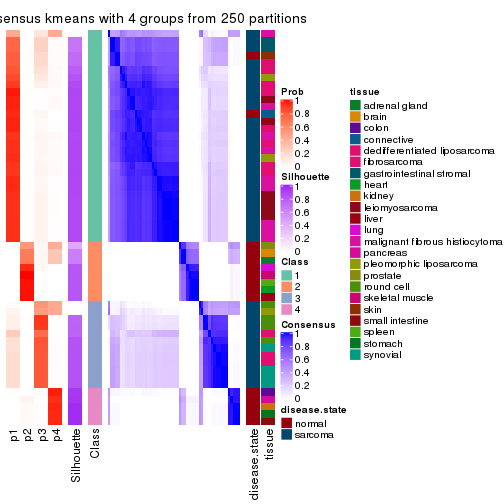 sensus kmeans with 4 groups from 250 partitions
Prob
1
0.8
0.6
0.4
0.2
0
Silhouette
1
0.8
0.6
0.4
0.2
0
Class
1
2
3
4
Consensus
1
0.8
0.6
0.4
0.2
0
disease.state
normal
sarcoma
tissue
adrenal gland
brain
colon
connective
dedifferentiated liposarcoma
fibrosarcoma
gastrointestinal stromal
heart
kidney
leiomyosarcoma
liver
lung
malignant fibrous histiocytoma
pancreas
pleomorphic liposarcoma
prostate
round cell
skeletal muscle
skin
small intestine
spleen
stomach
synovial
p1
p2
p3
p4
Silhouette
Class
disease.state
tissue